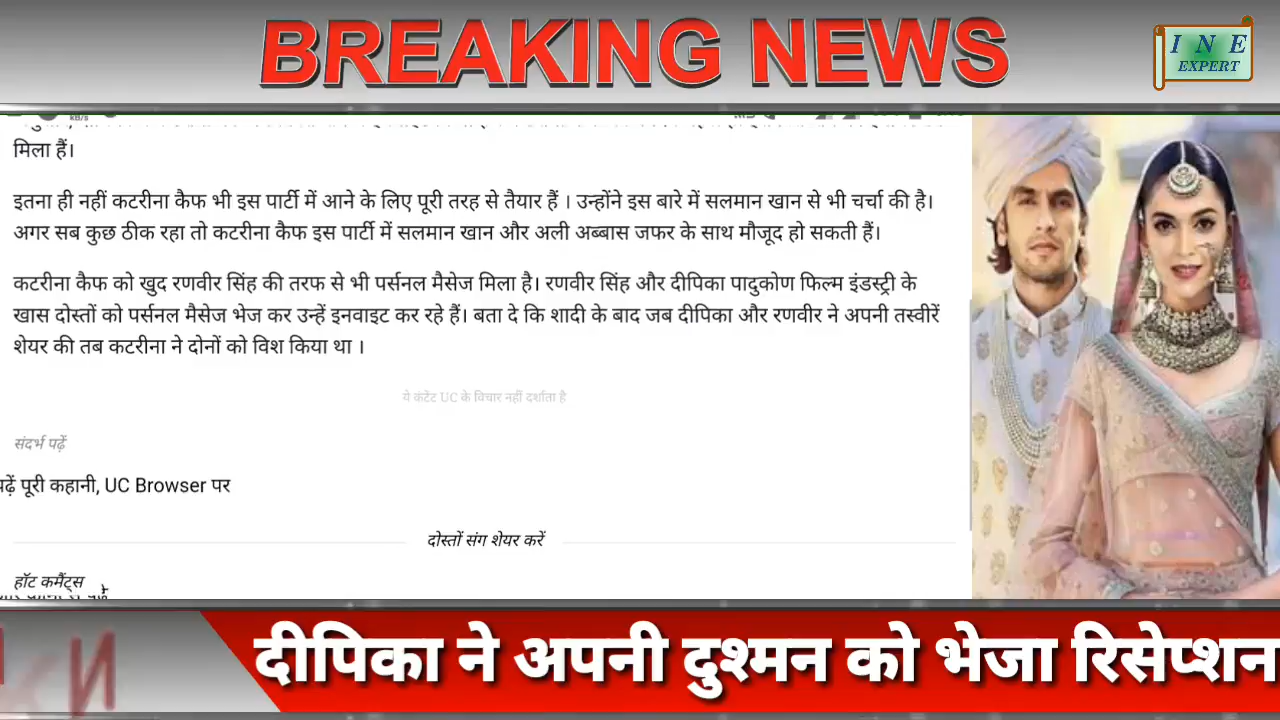 BREAKING NEWS
I N E
EXPERT
मिला हैं।
इतना ही नहीं कटरीना कैफ भी इस पार्टी में आने के लिए पूरी तरह से तैयार हैं । उन्होंने इस बारे में सलमान खान से भी चर्चा की है।
अगर सब कुछ ठीक रहा तो कटरीना कैफ इस पार्टी में सलमान खान और अली अब्बास जफर के साथ मौजूद हो सकती हैं।
कटरीना कैफ को खुद रणवीर सिंह की तरफ से भी पर्सनल मैसेज मिला है। रणवीर सिंह और दीपिका पादुकोण फिल्म इंडस्ट्री के
खास दोस्तों को पर्सनल मैसेज भेज कर उन्हें इनवाइट कर रहे हैं। बता दे कि शादी के बाद जब दीपिका और रणवीर ने अपनी तस्वीरें
शेयर की तब कटरीना ने दोनों को विश किया था ।
ये कंटेंट UC के विचार नहीं दर्शाता है
संदर्भ पढ़ें
पढ़ें पूरी कहानी, UC Browser पर
दोस्तों संग शेयर करें
हॉट कमैंट्स
दीपिका ने अपनी दुश्मन को भेजा रिसेप्शन